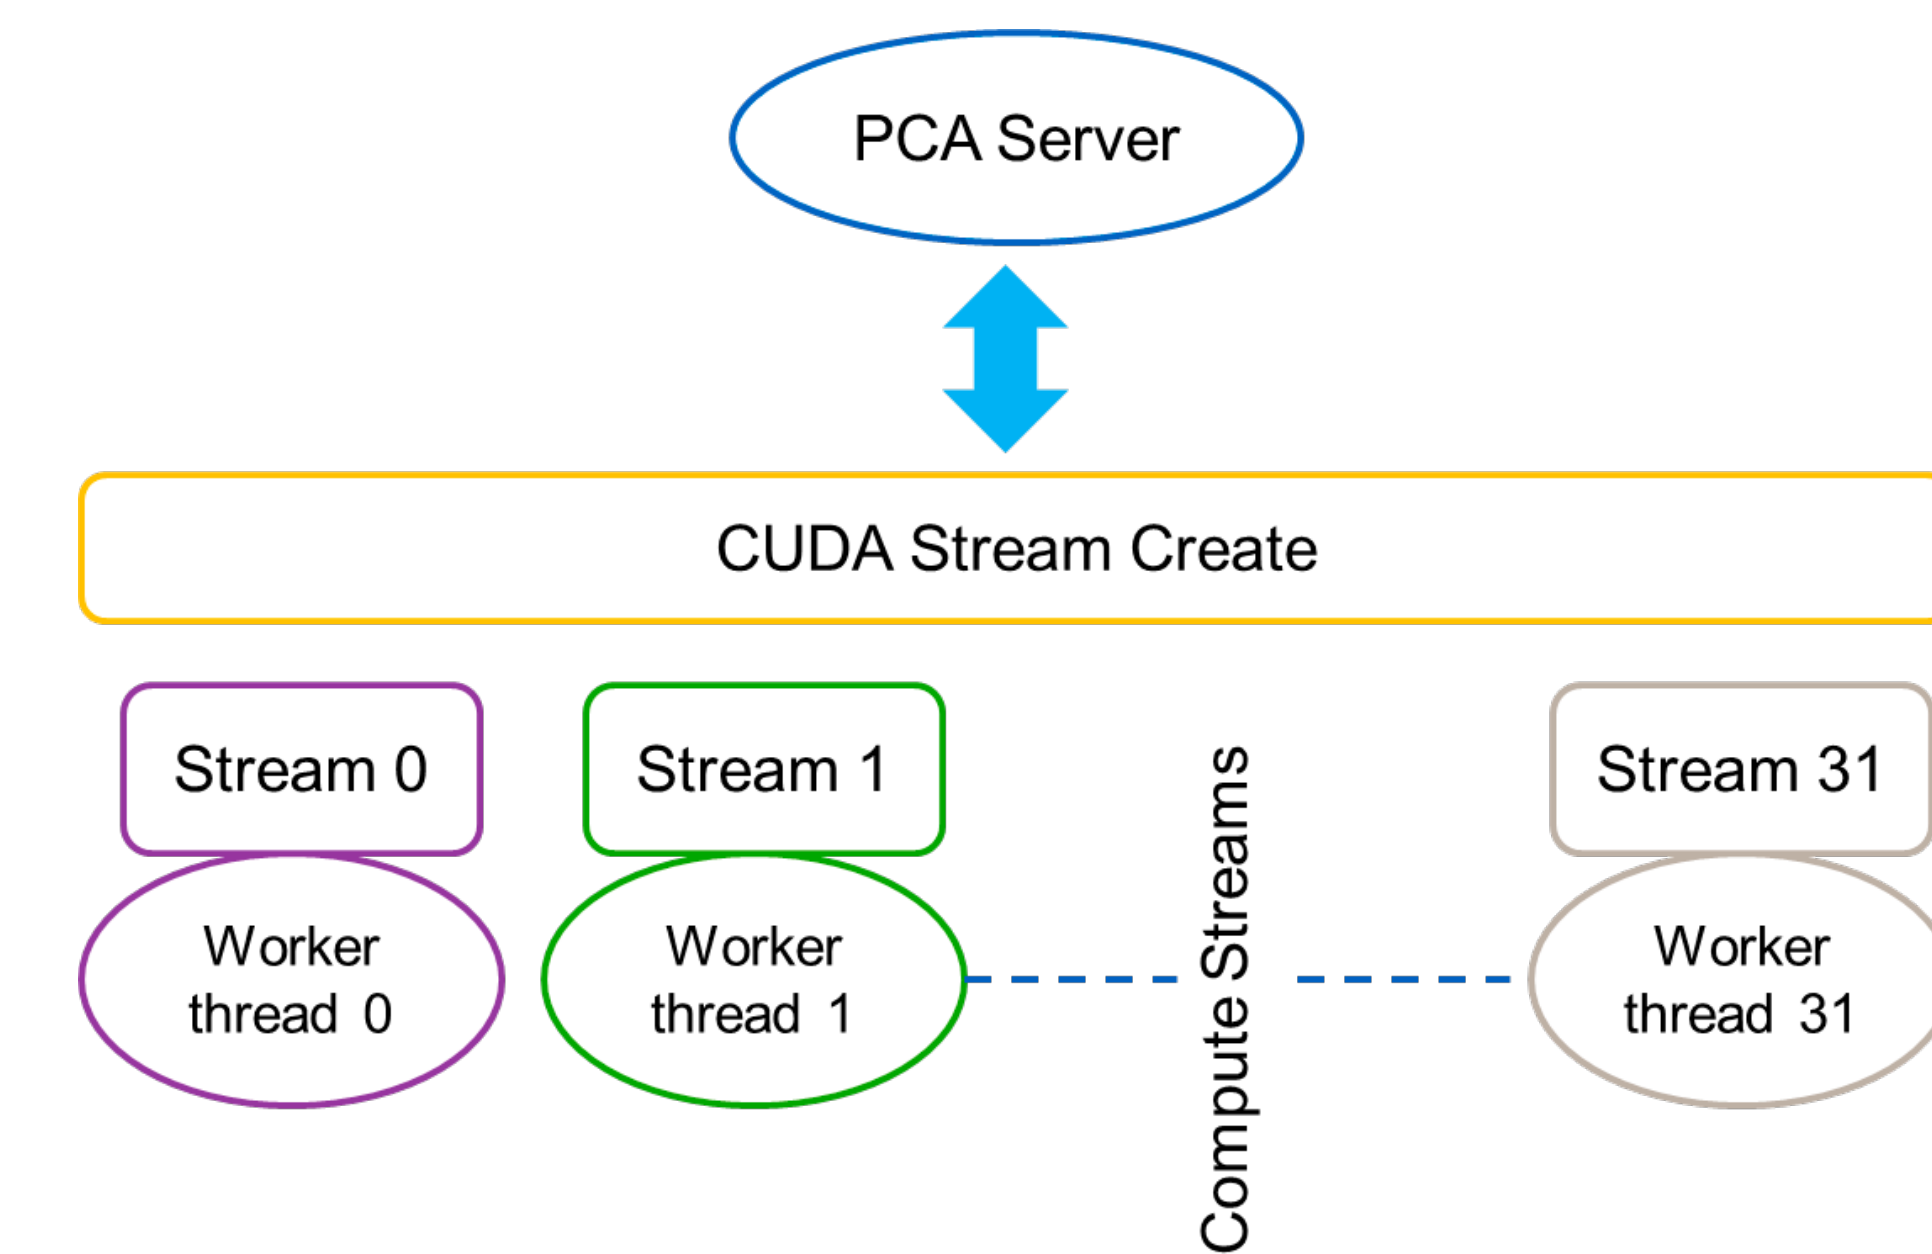 PCA Server
CUDA Stream Create
Stream 0
Stream 1
Stream 31
Worker
thread 0
Worker
thread 1
Compute Streams
Worker
thread 31